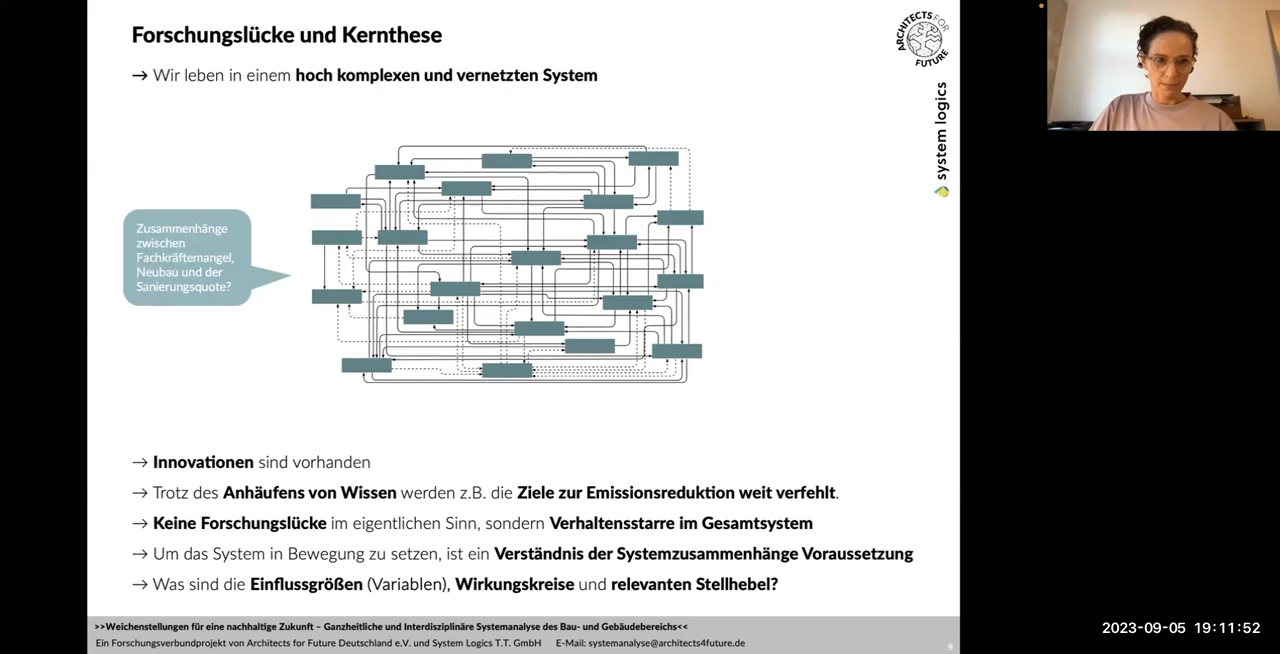 Forschungslücke und Kernthese
→ Wir leben in einem hoch komplexen und vernetzten System
ARCHITECTS FOR FUTURE
system logics
Zusammenhänge
zwischen
Fachkräftemangel,
Neubau und der
Sanierungsquote?
→ Innovationen sind vorhanden
→ Trotz des Anhäufens von Wissen werden z.B. die Ziele zur Emissionsreduktion weit verfehlt.
→ Keine Forschungslücke im eigentlichen Sinn, sondern Verhaltensstarre im Gesamtsystem
→ Um das System in Bewegung zu setzen, ist ein Verständnis der Systemzusammenhänge Voraussetzung
→ Was sind die Einflussgrößen (Variablen), Wirkungskreise und relevanten Stellhebel?
>>Weichenstellungen für eine nachhaltige Zukunft – Ganzheitliche und Interdisziplinäre Systemanalyse des Bau- und Gebäudebereichs<<
Ein Forschungsverbundprojekt von Architects for Future Deutschland e.V. und System Logics T.T. GmbH E-Mail: systemanalyse@architects4future.de
9
2023-09-05 19:11:52